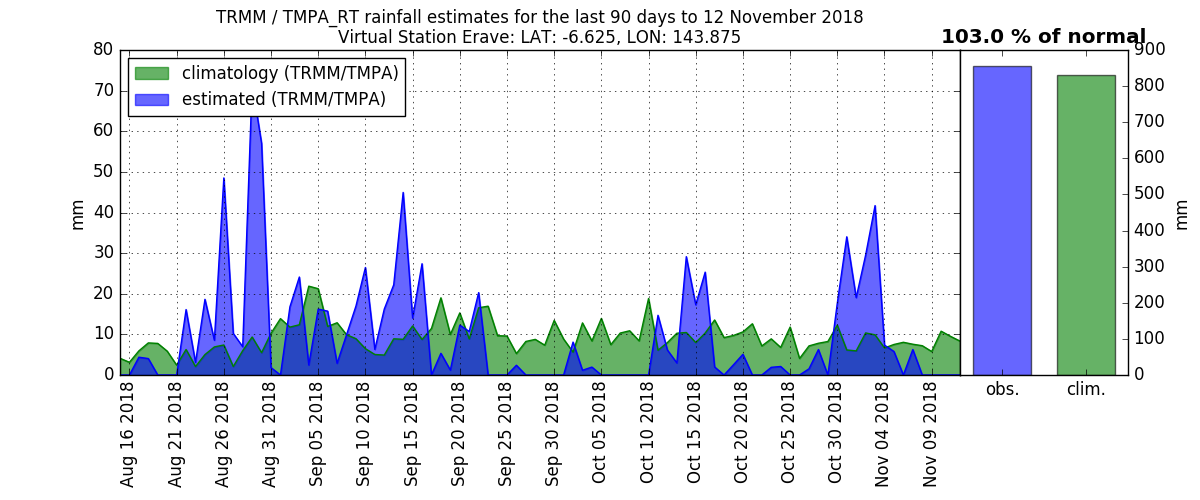 TRMM / TMPA_RT rainfall estimates for the last 90 days to 12 November 2018
Virtual Station Erave: LAT: -6.625, LON: 143.875
103.0 % of normal
climatology (TRMM/TMPA)
estimated (TRMM/TMPA)
80
70
60
50
40
30
20
10
0
mm
Aug 16 2018
Aug 21 2018
Aug 26 2018
Aug 31 2018
Sep 05 2018
Sep 10 2018
Sep 15 2018
Sep 20 2018
Sep 25 2018
Sep 30 2018
Oct 05 2018
Oct 10 2018
Oct 15 2018
Oct 20 2018
Oct 25 2018
Oct 30 2018
Nov 04 2018
Nov 09 2018
900
800
700
600
500
400
300
200
100
0
mm
obs.
clim.